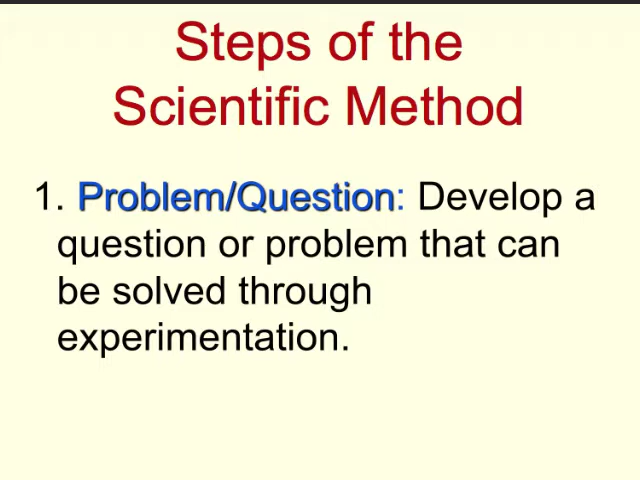 Steps of the
Scientific Method
1. Problem/Question: Develop a
question or problem that can
be solved through
experimentation.